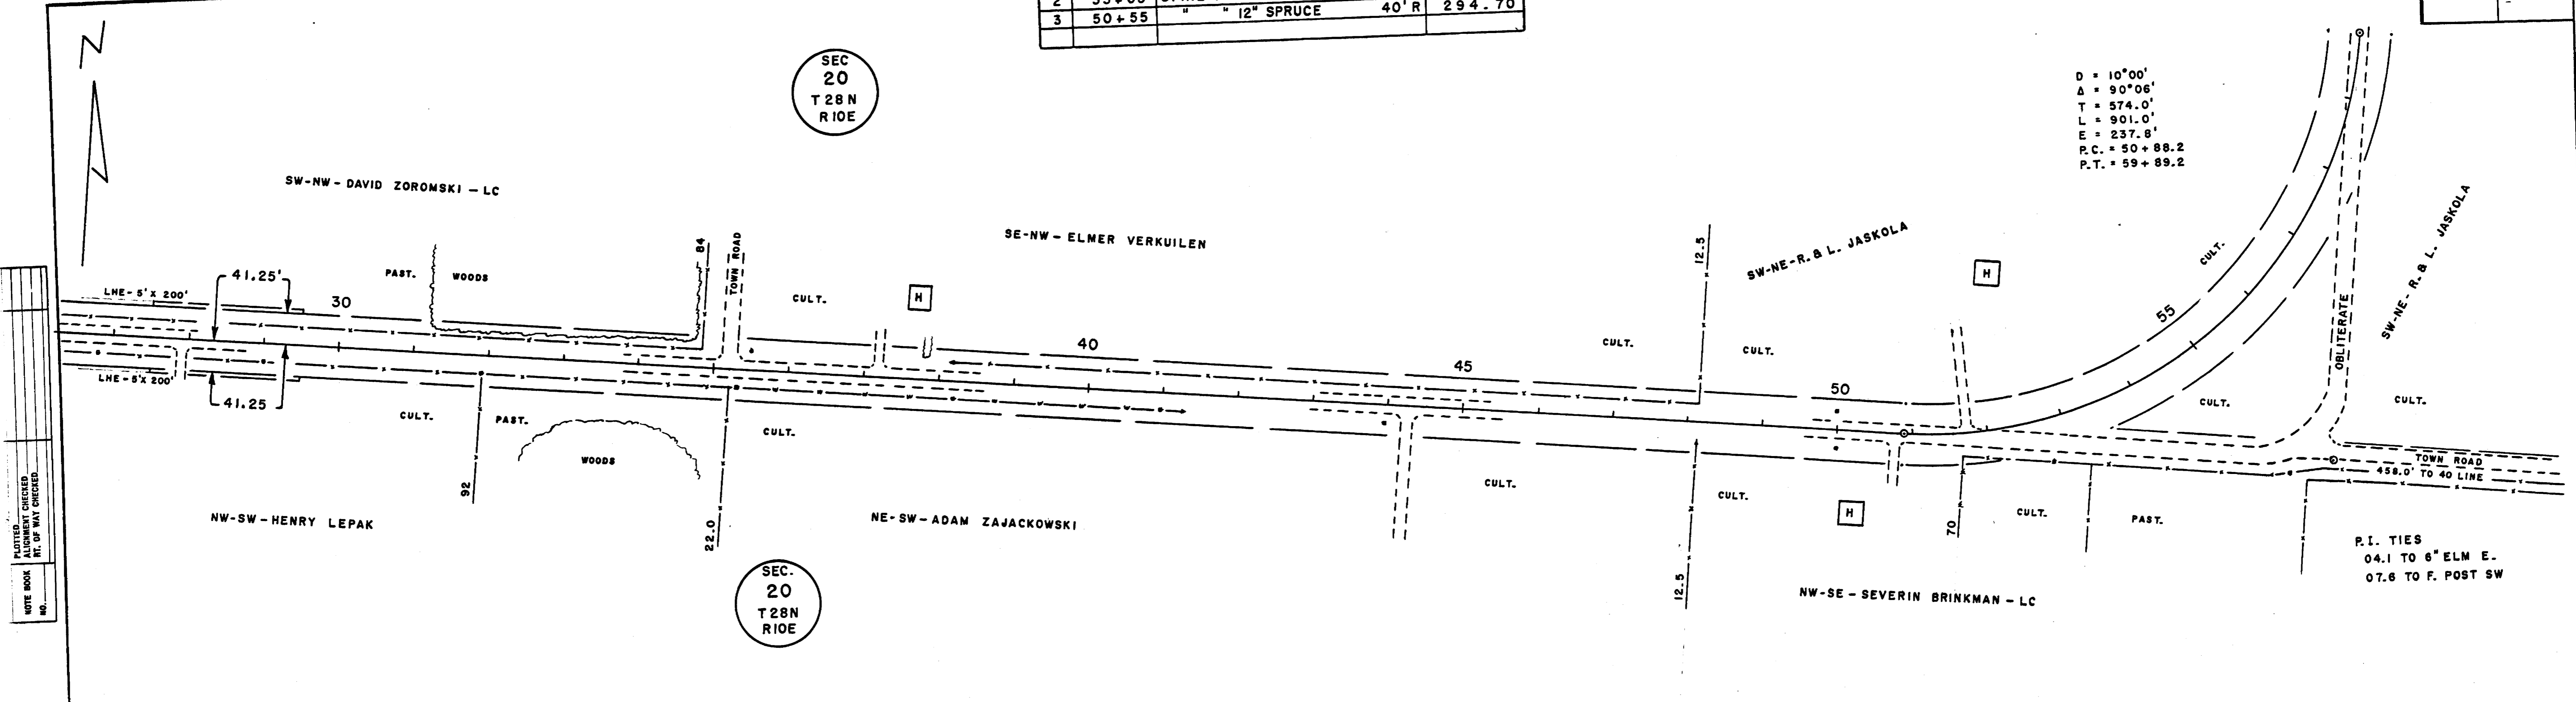 3 50+55 " " 12" SPRUCE 40' R 294.70
SEC
20
T 28 N
R 10E
D = 10°00'
Δ = 90°06'
T = 574.0'
L = 901.0'
E = 237.8'
P.C. = 50+88.2
P.T. = 59+89.2
SW-NW-DAVID ZOROMSKI-LC
SE-NW-ELMER VERKUILEN
SW-NE-R. & L. JASKOLA
SW-NE-R. & L. JASKOLA
84
TOWN ROAD
12.5
H
H
CULT.
PAST.
WOODS
CULT.
41.25'
LHE-5' X 200'
30
40
45
50
55
CULT.
CULT.
OBLITERATE
CULT.
CULT.
LHE-5' X 200'
41.25
CULT.
PAST.
WOODS
CULT.
92
22.0
CULT.
CULT.
12.5
H
70
CULT.
PAST.
TOWN ROAD
458.0' TO 40 LINE
NW-SW-HENRY LEPAK
NE-SW-ADAM ZAJACKOWSKI
NW-SE-SEVERIN BRINKMAN-LC
P.I. TIES
04.1 TO 6" ELM E.
07.6 TO F. POST SW
SEC.
20
T 28N
R10E
PLOTTED
ALIGNMENT CHECKED
RT. OF WAY CHECKED
NOTE BOOK
NO.